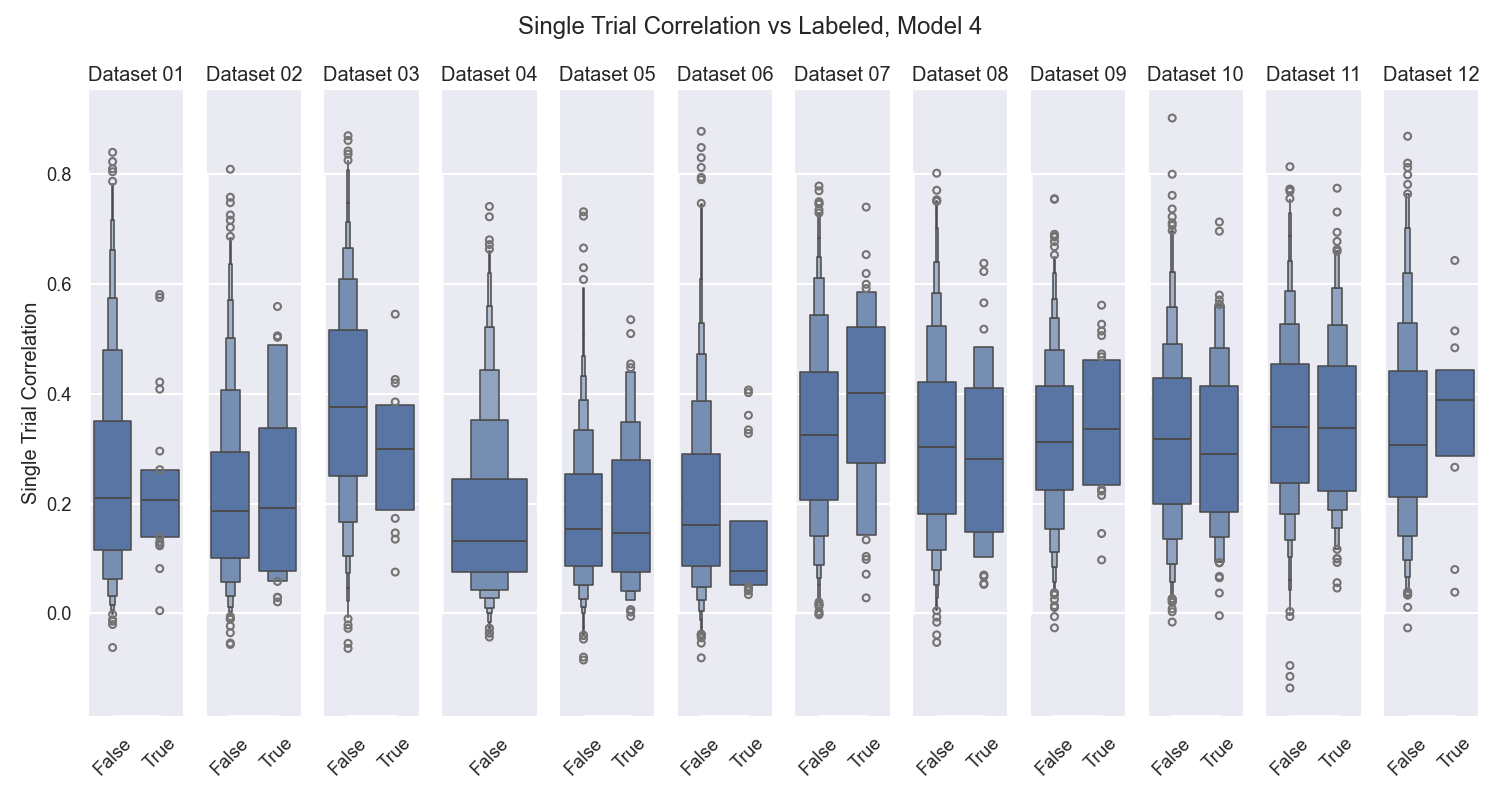 Single Trial Correlation vs Labeled, Model 4
Dataset 01 Dataset 02 Dataset 03 Dataset 04 Dataset 05 Dataset 06 Dataset 07 Dataset 08 Dataset 09 Dataset 10 Dataset 11 Dataset 12
Single Trial Correlation
0.8
0.6
0.4
0.2
0.0
False True False True False True False False True False True False True False True False True False True False True False True